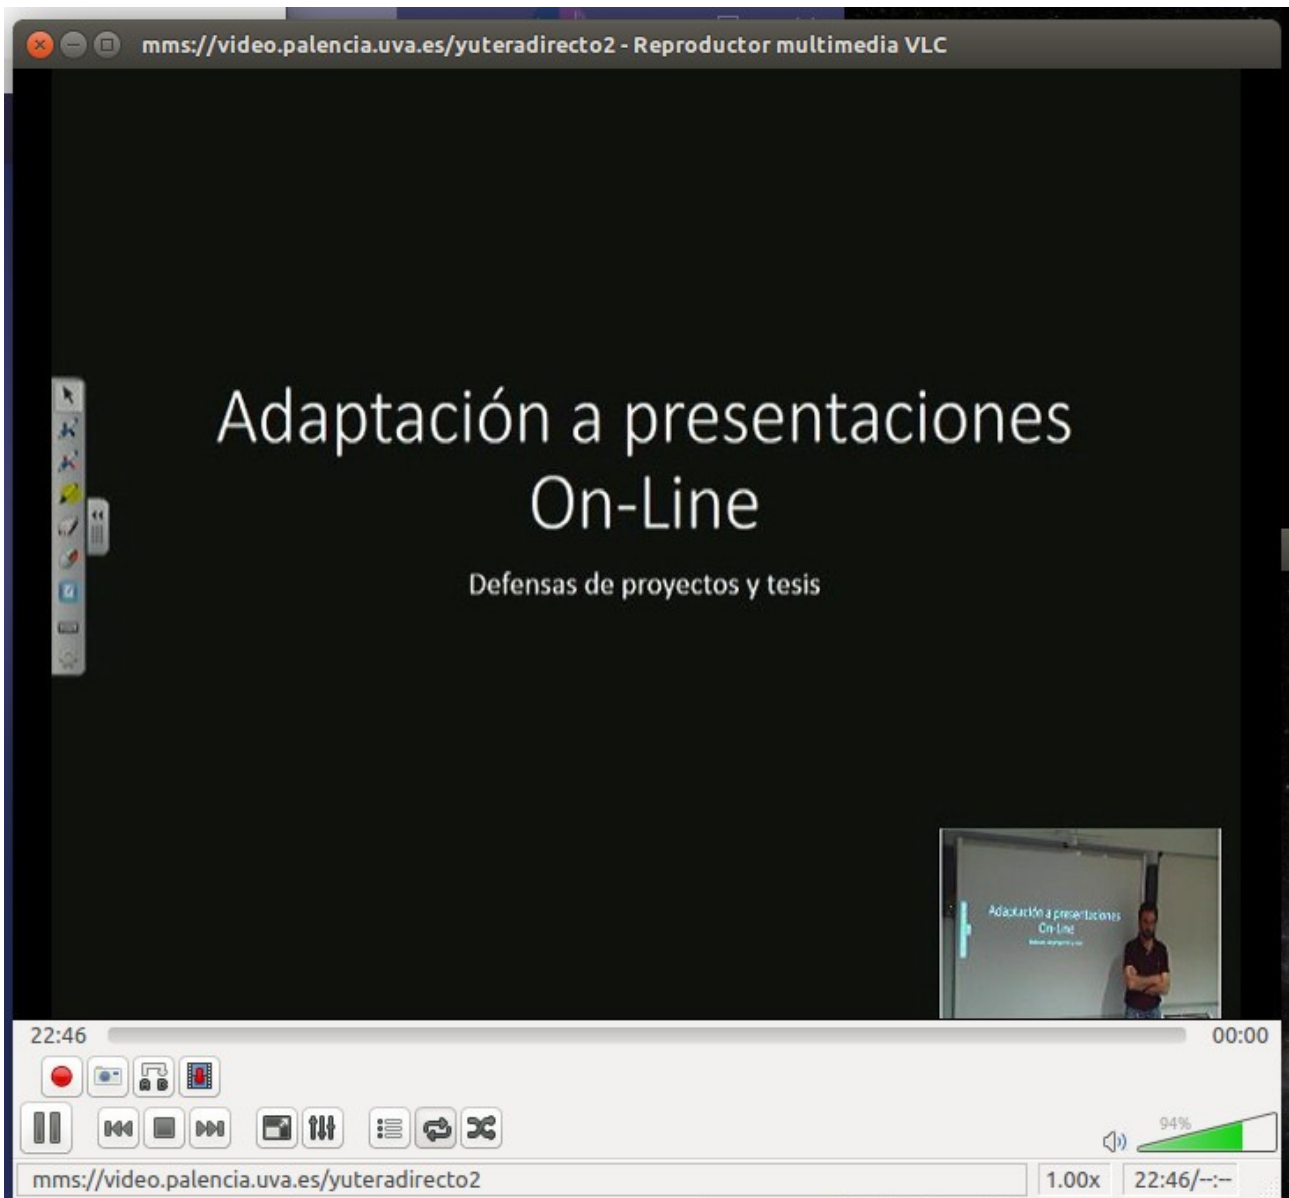 mms://video.palencia.uva.es/yuteradirecto2 - Reproductor multimedia VLC
Adaptación a presentaciones
On-Line
Defensas de proyectos y tesis
Adaptación a presentaciones
On-Line
22:46
00:00
A B
94%
mms://video.palencia.uva.es/yuteradirecto2
1.00x
22:46/--:--